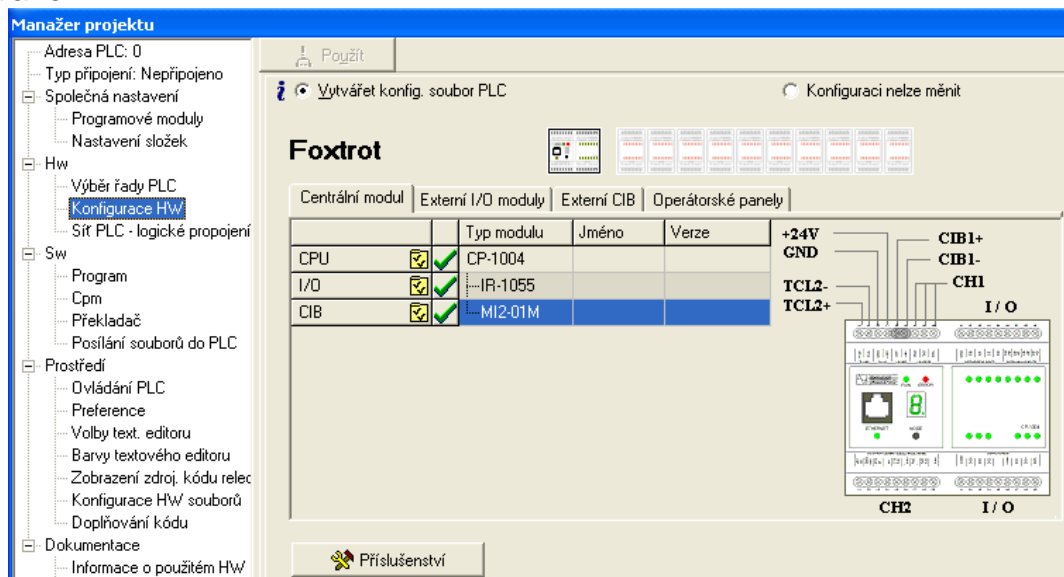 Manažer projektu
Adresa PLC: 0
Typ připojení: Nepřipojeno
Společná nastavení
Programové moduly
Nastavení složek
Hw
Výběr řady PLC
Konfigurace HW
Síť PLC - logické propojení
Sw
Program
Cpm
Překladač
Posílání souborů do PLC
Prostředí
Ovládání PLC
Preference
Volby text. editoru
Barvy textového editoru
Zobrazení zdroj. kódu relec
Konfigurace HW souborů
Doplňování kódu
Dokumentace
Informace o použitém HW
Použít
Vytvářet konfig. soubor PLC
Konfiguraci nelze měnit
Foxtrot
Centrální modul Externí I/O moduly Externí CIB Operátorské panely
Typ modulu Jméno Verze
CPU CP-1004
I/O IR-1055
CIB MI2-01M
+24V
GND
TCL2-
TCL2+
CIB1+
CIB1-
CH1
I / O
8.
CH2
I / O
Příslušenství